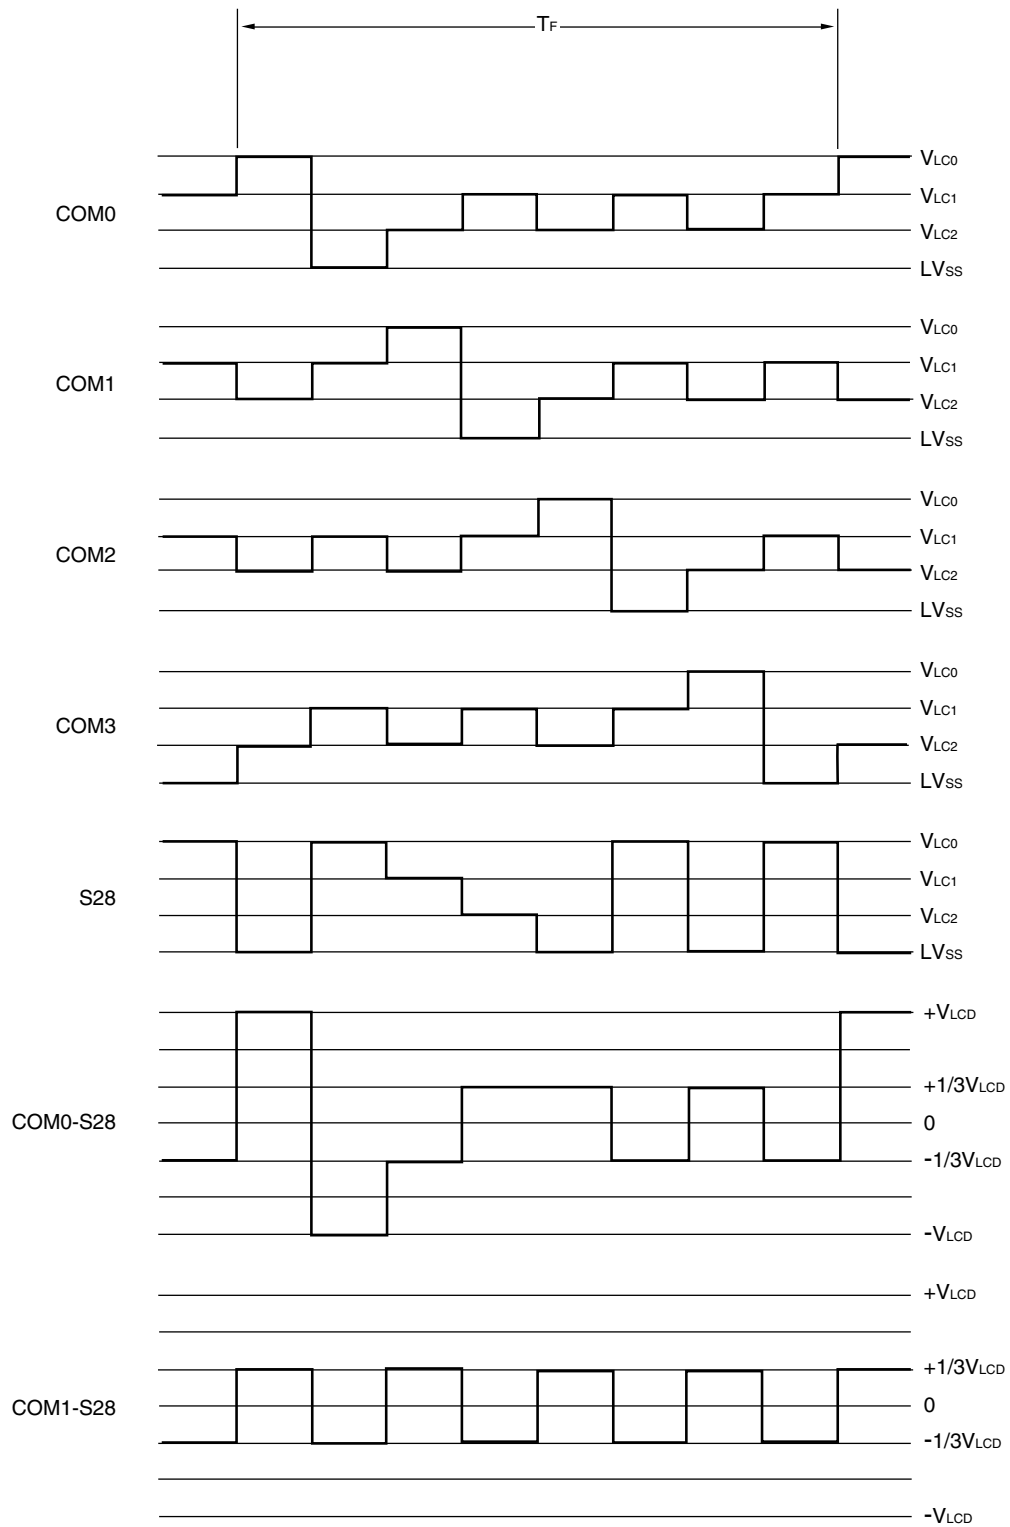 TF
VLC0
VLC1
COM0
VLC2
LVSS
VLC0
VLC1
COM1
VLC2
LVSS
VLC0
VLC1
COM2
VLC2
LVSS
VLC0
VLC1
COM3
VLC2
LVSS
VLC0
VLC1
S28
VLC2
LVSS
+VLCD
+1/3VLCD
COM0-S28
0
-1/3VLCD
-VLCD
+VLCD
+1/3VLCD
COM1-S28
0
-1/3VLCD
-VLCD